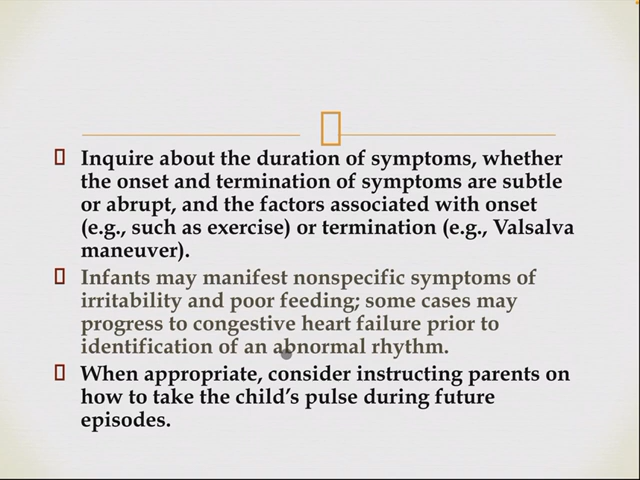 Inquire about the duration of symptoms, whether
the onset and termination of symptoms are subtle
or abrupt, and the factors associated with onset
(e.g., such as exercise) or termination (e.g., Valsalva
maneuver).
Infants may manifest nonspecific symptoms of
irritability and poor feeding; some cases may
progress to congestive heart failure prior to
identification of an abnormal rhythm.
When appropriate, consider instructing parents on
how to take the child's pulse during future
episodes.